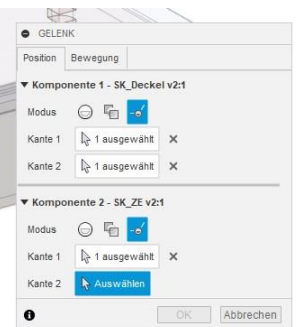 GELENK
Position Bewegung
Komponente 1 - SK_Deckel v2:1
Modus
Kante 1 1 ausgewählt
Kante 2 1 ausgewählt
Komponente 2 - SK_ZE v2:1
Modus
Kante 1 1 ausgewählt
Kante 2 Auswählen
OK Abbrechen